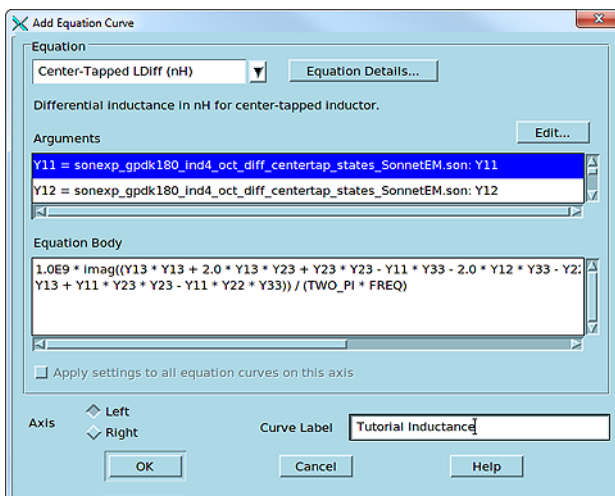 Add Equation Curve
Equation
Center-Tapped LDiff (nH)
Equation Details...
Differential inductance in nH for center-tapped inductor.
Edit...
Arguments
Y11 = sonexp_gpdk180_ind4_oct_diff_centertap_states_SonnetEM.son: Y11
Y12 = sonexp_gpdk180_ind4_oct_diff_centertap_states_SonnetEM.son: Y12
Equation Body
1.0E9 * imag((Y13 * Y13 + 2.0 * Y13 * Y23 + Y23 * Y23 - Y11 * Y33 - 2.0 * Y12 * Y33 - Y22
Y13 + Y11 * Y23 * Y23 - Y11 * Y22 * Y33)) / (TWO_PI * FREQ)
Apply settings to all equation curves on this axis
Axis
Left
Right
Curve Label
Tutorial Inductance
OK
Cancel
Help